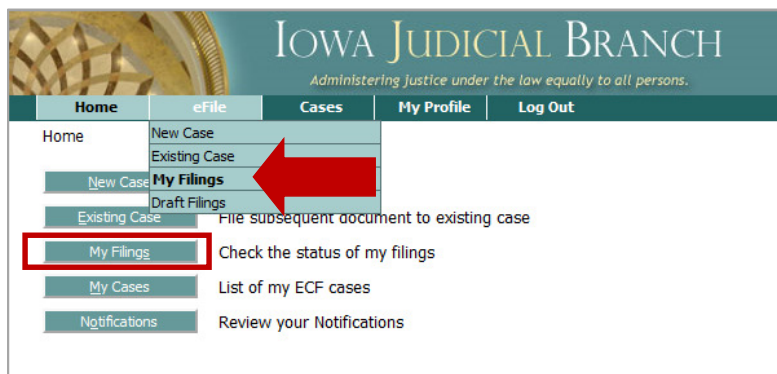 IOWA JUDICIAL BRANCH
Administering justice under the law equally to all persons.
Home eFile Cases My Profile Log Out
Home
New Case
Existing Case
My Filings
Draft Filings
New Case
Existing Case File subsequent document to existing case
My Filings Check the status of my filings
My Cases List of my ECF cases
Notifications Review your Notifications